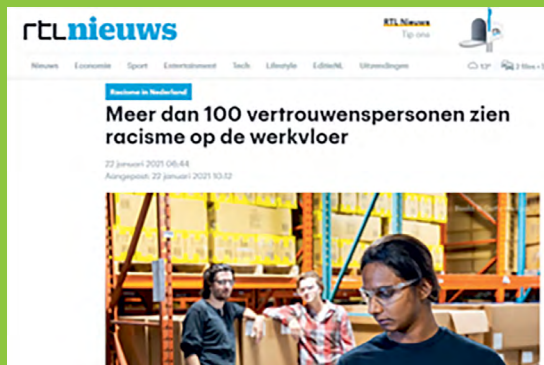 rtlnieuws
RTL Nieuws
Tip ons
Nieuws Economie Sport Entertainment Tech Lifestyle EditieNL Uitzendingen
Racisme in Nederland
Meer dan 100 vertrouwenspersonen zien
racisme op de werkvloer
22 januari 2021 06:44
Aangepast: 22 januari 2021 10:12